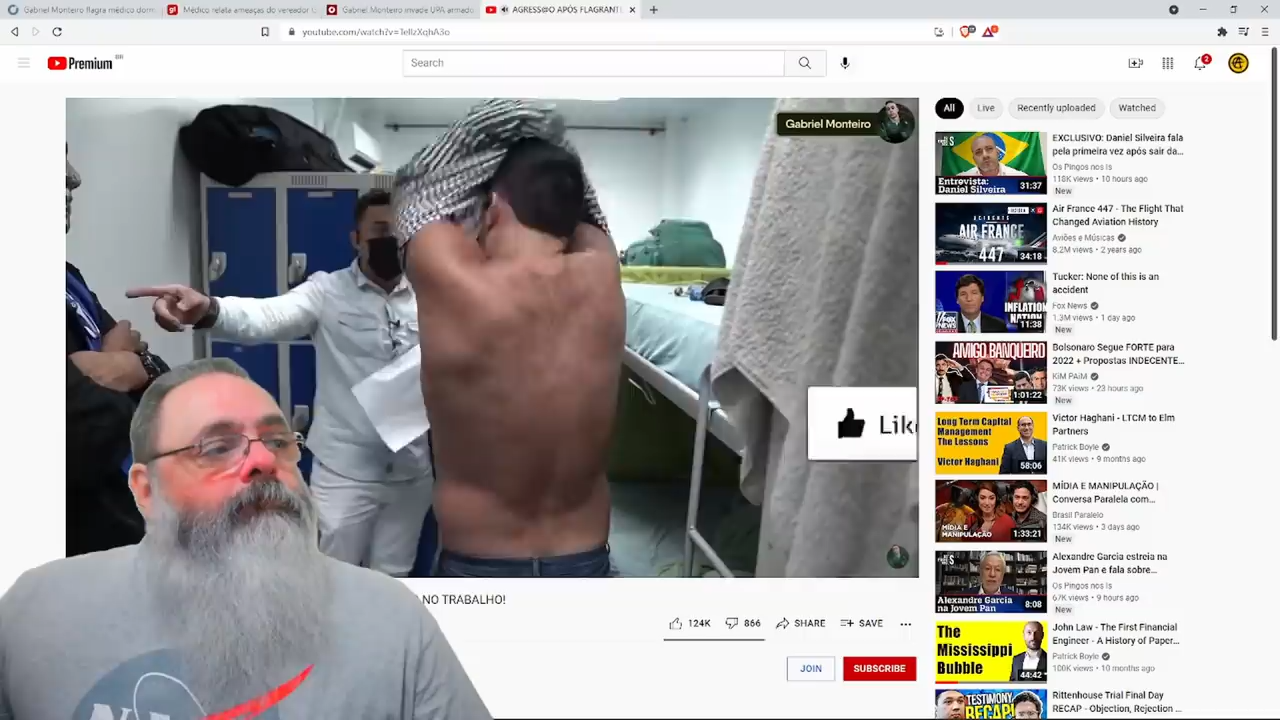 Gabriel Monteiro flagra médico dorm
Médico relata ameaças do vereador
Gabriel Monteiro invade UPA armado
AGRESS@O APÓS FLAGRANTE
youtube.com/watch?v=
Premium BR
Search
2
Gabriel Monteiro
Lik
NO TRABALHO!
124K
866
SHARE
SAVE
JOIN
SUBSCRIBE
All
Live
Recently uploaded
Watched
Entrevista:
Daniel Silveira
31:37
EXCLUSIVO: Daniel Silveira fala
pela primeira vez após sair da...
Os Pingos nos Is
118K views • 10 hours ago
New
AIR FRANCE
447
34:18
Air France 447 - The Flight That
Changed Aviation History
Aviões e Músicas
8.2M views • 2 years ago
INFLATION
NATION
11:38
Tucker: None of this is an
accident
Fox News
1.3M views • 1 day ago
New
AMIGO BANQUEIRO
1:01:22
Bolsonaro Segue FORTE para
2022 + Propostas INDECENTE...
KiM PAiM
73K views • 23 hours ago
New
Long Term Capital
Management
The Lessons
Victor Haghani
58:06
Victor Haghani - LTCM to Elm
Partners
Patrick Boyle
41K views • 9 months ago
MÍDIA E
MANIPULAÇÃO
1:33:21
MÍDIA E MANIPULAÇÃO |
Conversa Paralela com...
Brasil Paralelo
134K views • 3 days ago
New
Alexandre Garcia
na Jovem Pan
8:08
Alexandre Garcia estreia na
Jovem Pan e fala sobre...
Os Pingos nos Is
67K views • 9 hours ago
New
The
Mississippi
Bubble
44:42
John Law - The First Financial
Engineer - A History of Paper...
Patrick Boyle
100K views • 10 months ago
TESTIMONY
RECAP!
Rittenhouse Trial Final Day
RECAP - Objection, Rejection ...